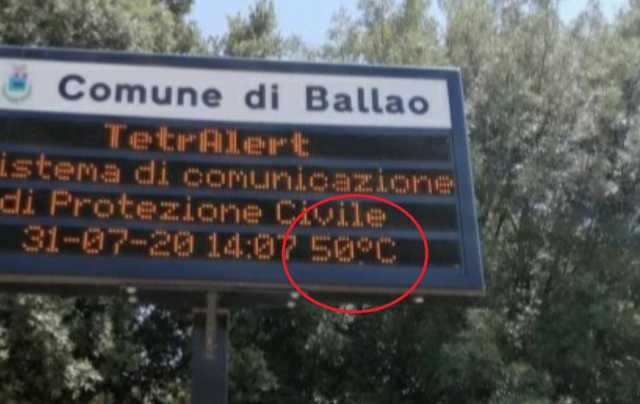 Comune di Ballao
TetrAlert
istema di comunicazione
di Protezione Civile
31-07-20 14:07 50°C